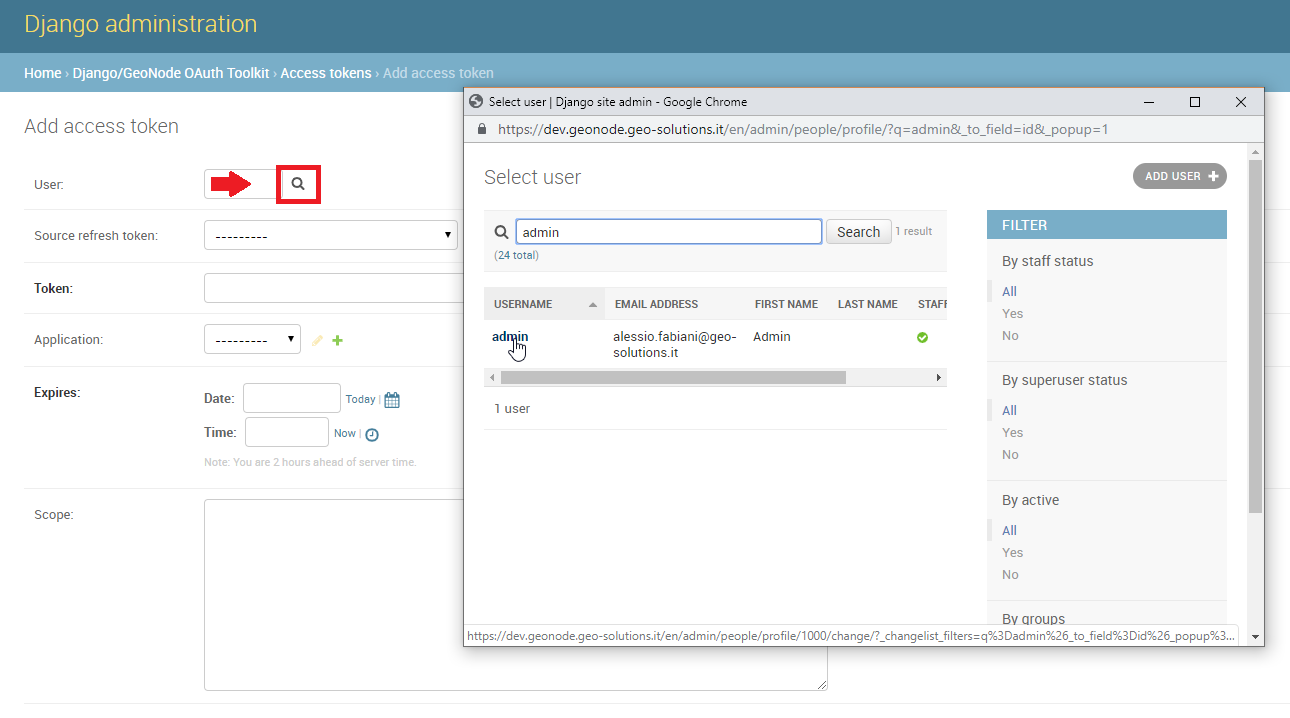 Django administration
Home › Django/GeoNode OAuth Toolkit › Access tokens › Add access token
Add access token
User:
Source refresh token:
---------
Token:
Application:
---------
Expires:
Date:
Today |
Time:
Now |
Note: You are 2 hours ahead of server time.
Scope:
Select user | Django site admin - Google Chrome
https://dev.geonode.geo-solutions.it/en/admin/people/profile/?q=admin&_to_field=id&_popup=1
Select user
ADD USER
admin
Search
1 result
(24 total)
USERNAME EMAIL ADDRESS FIRST NAME LAST NAME STAFF
admin alessio.fabiani@geo-
solutions.it
Admin
1 user
FILTER
By staff status
All
Yes
No
By superuser status
All
Yes
No
By active
All
Yes
No
By groups
https://dev.geonode.geo-solutions.it/en/admin/people/profile/1000/change/?_changelist_filters=q%3Dadmin%26_to_field%3Did%26_popup%3...